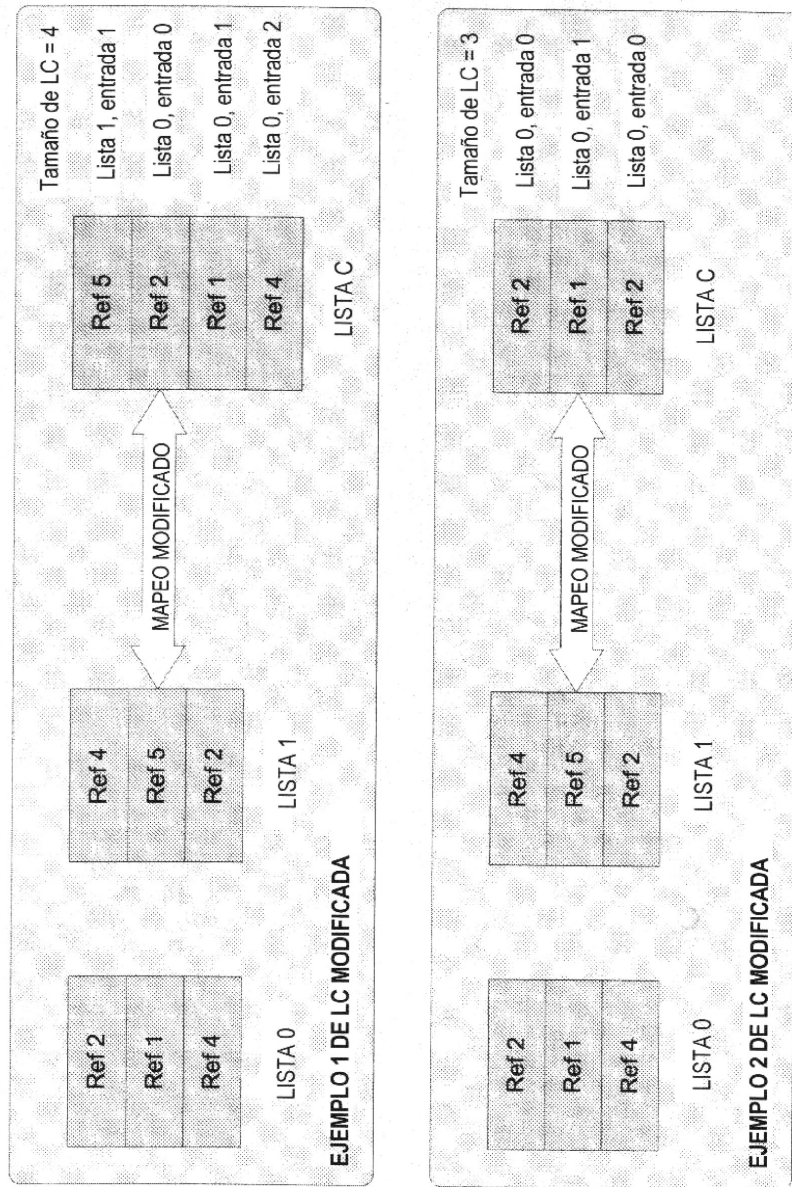 Tamaño de LC = 4
Ref 2
Ref 1
Ref 4
LISTA 0
Ref 4
Ref 5
Ref 2
LISTA 1
MAPEO MODIFICADO
Ref 5
Ref 2
Ref 1
Ref 4
LISTA C
Lista 1, entrada 1
Lista 0, entrada 0
Lista 0, entrada 1
Lista 0, entrada 2
EJEMPLO 1 DE LC MODIFICADA
Tamaño de LC = 3
Ref 2
Ref 1
Ref 4
LISTA 0
Ref 4
Ref 5
Ref 2
LISTA 1
MAPEO MODIFICADO
Ref 2
Ref 1
Ref 2
LISTA C
Lista 0, entrada 0
Lista 0, entrada 1
Lista 0, entrada 0
EJEMPLO 2 DE LC MODIFICADA